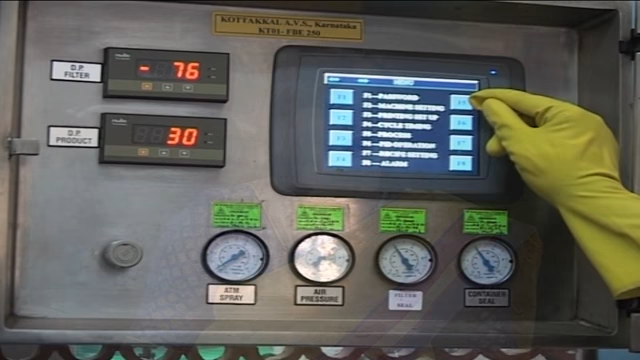 KOTTAKKAL A.V.S., Karnataka
KT01- FBE 250
D.P.
FILTER
- 76
D.P.
PRODUCT
30
MENU
F1
F2
F3
F4
F1---PASSWORD
F2---MACHINE SETTING
F3---PRINTING SET UP
F4---CYCLE TIMING
F5---PROCESS
F6---PID OPERATION
F7---RECIPE SETTING
F8---ALARM
F5
F6
F7
F8
ATM
SPRAY
AIR
PRESSURE
FILTER
SEAL
CONTAINER
SEAL